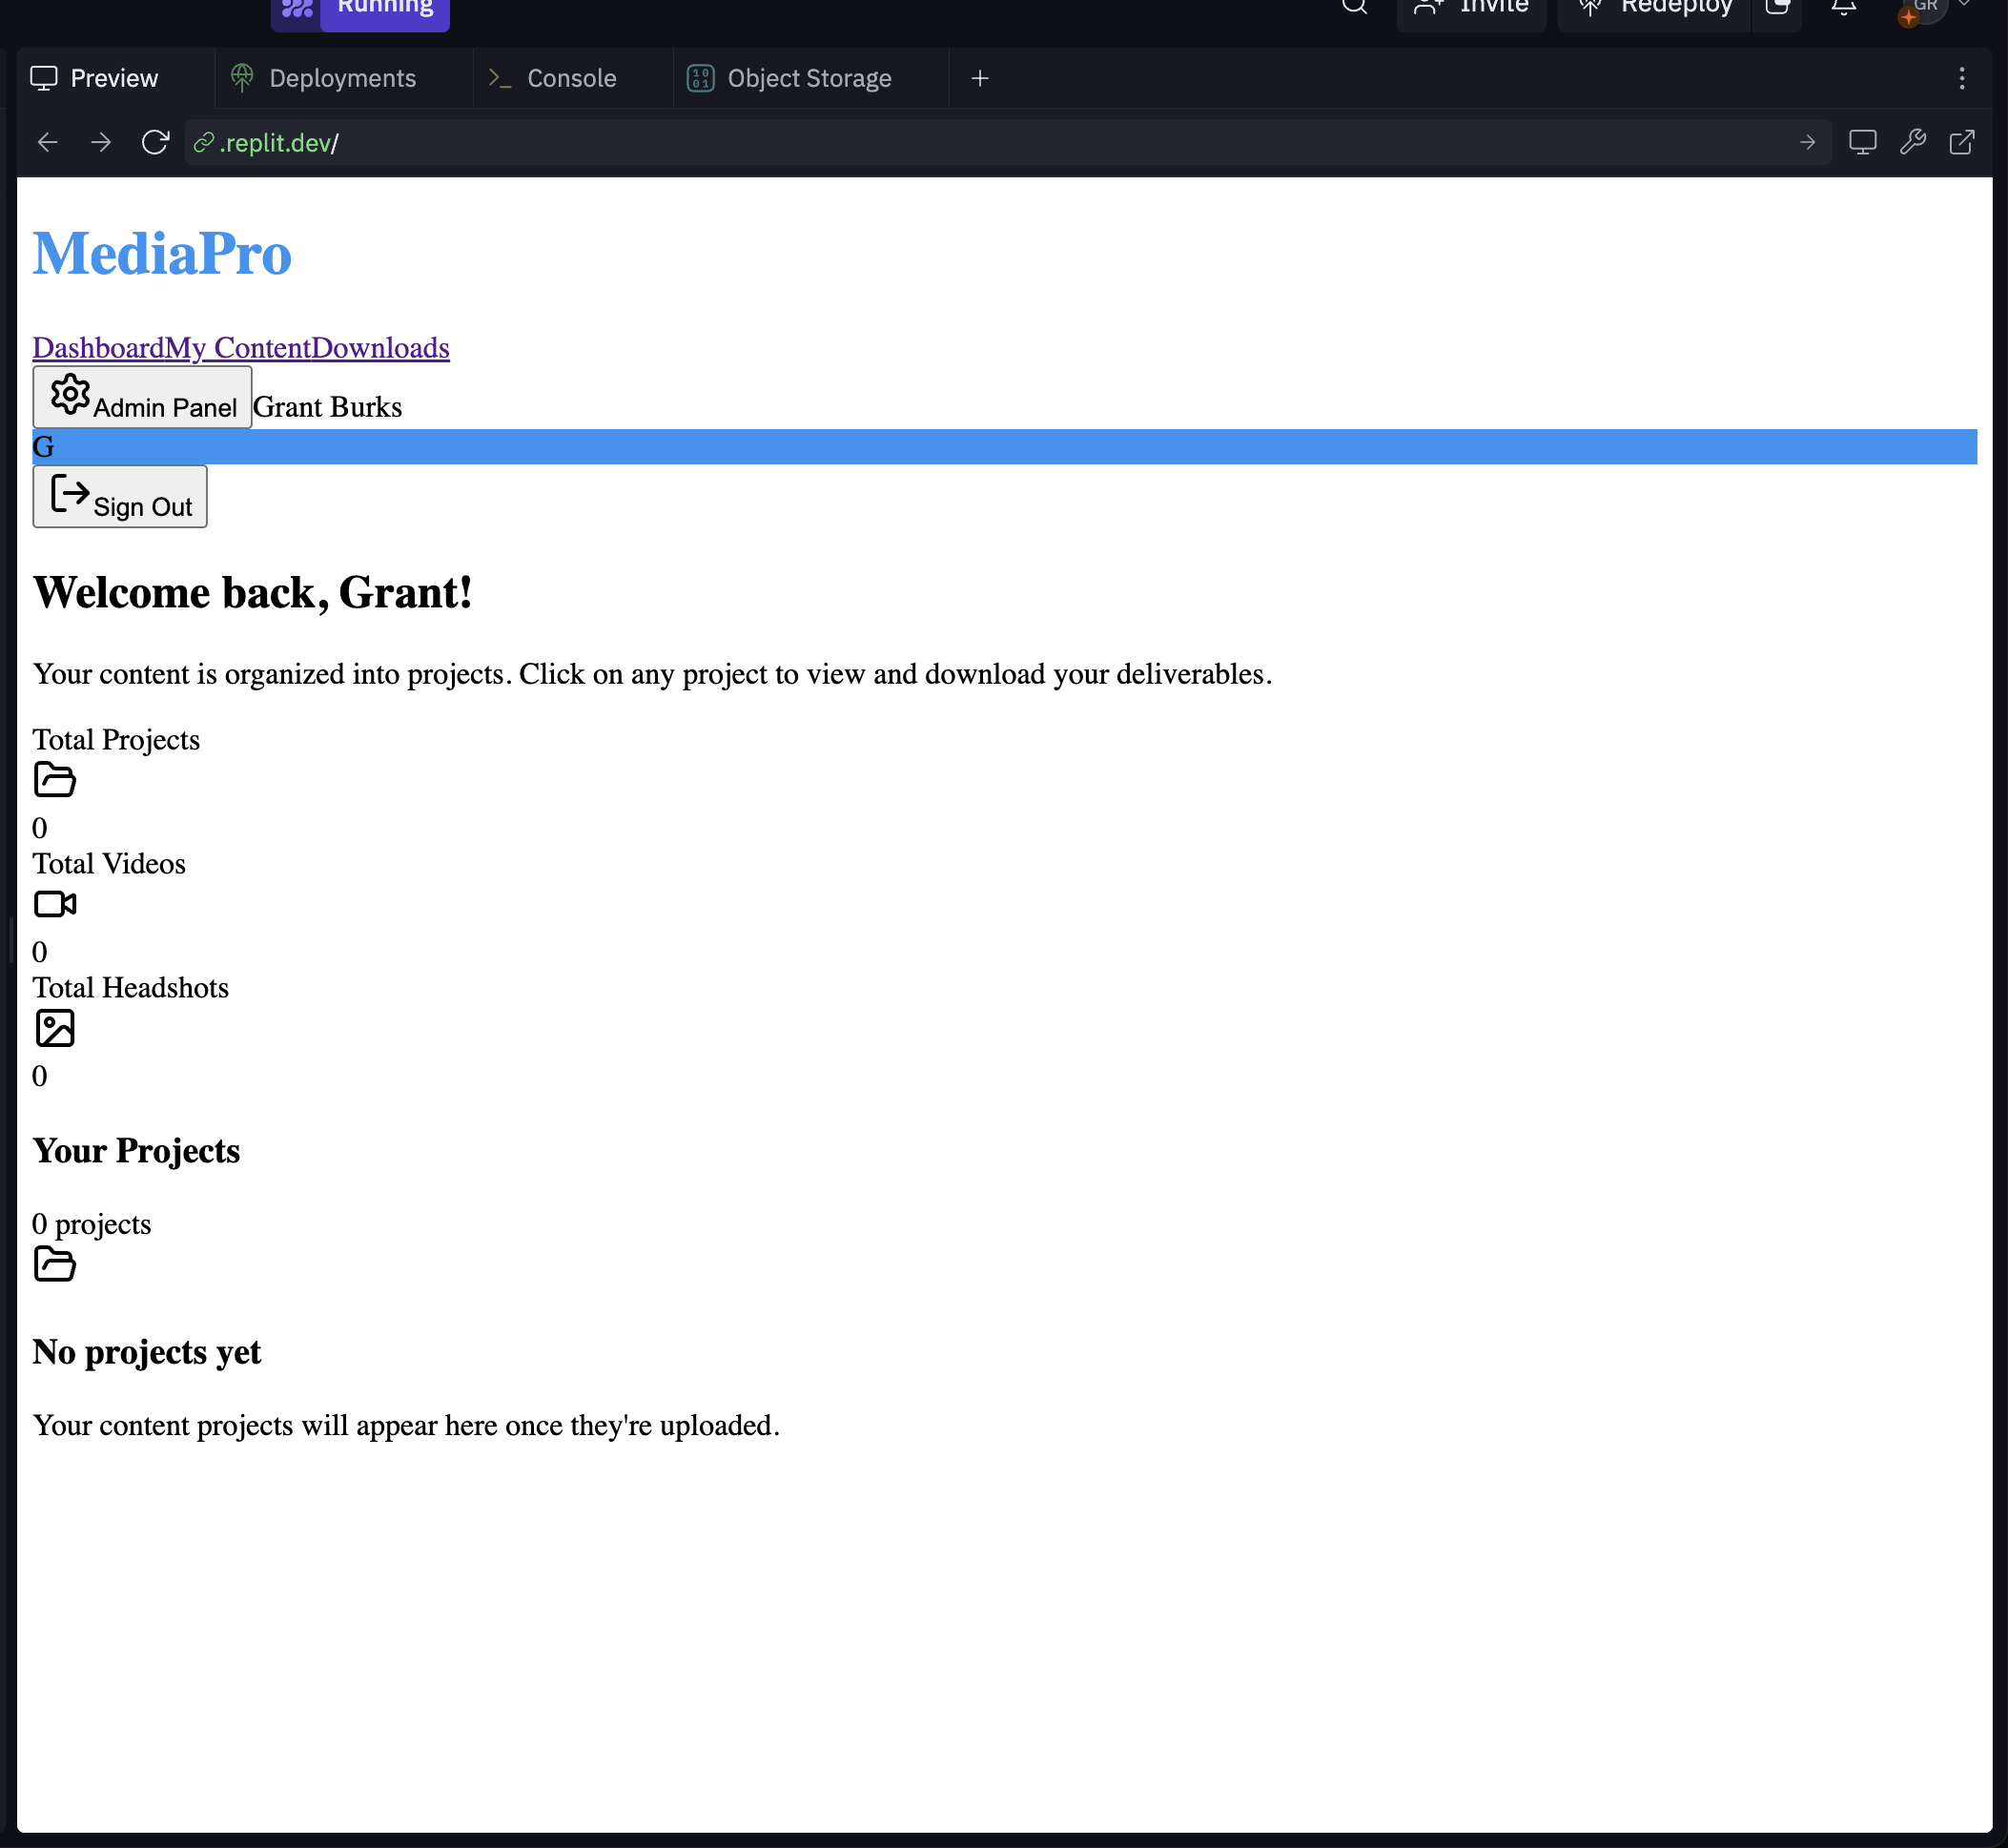 Running Invite Redeploy GR
Preview Deployments Console Object Storage
.replit.dev/
MediaPro
DashboardMy ContentDownloads
Admin Panel Grant Burks
G
Sign Out
Welcome back, Grant!
Your content is organized into projects. Click on any project to view and download your deliverables.
Total Projects
0
Total Videos
0
Total Headshots
0
Your Projects
0 projects
No projects yet
Your content projects will appear here once they're uploaded.